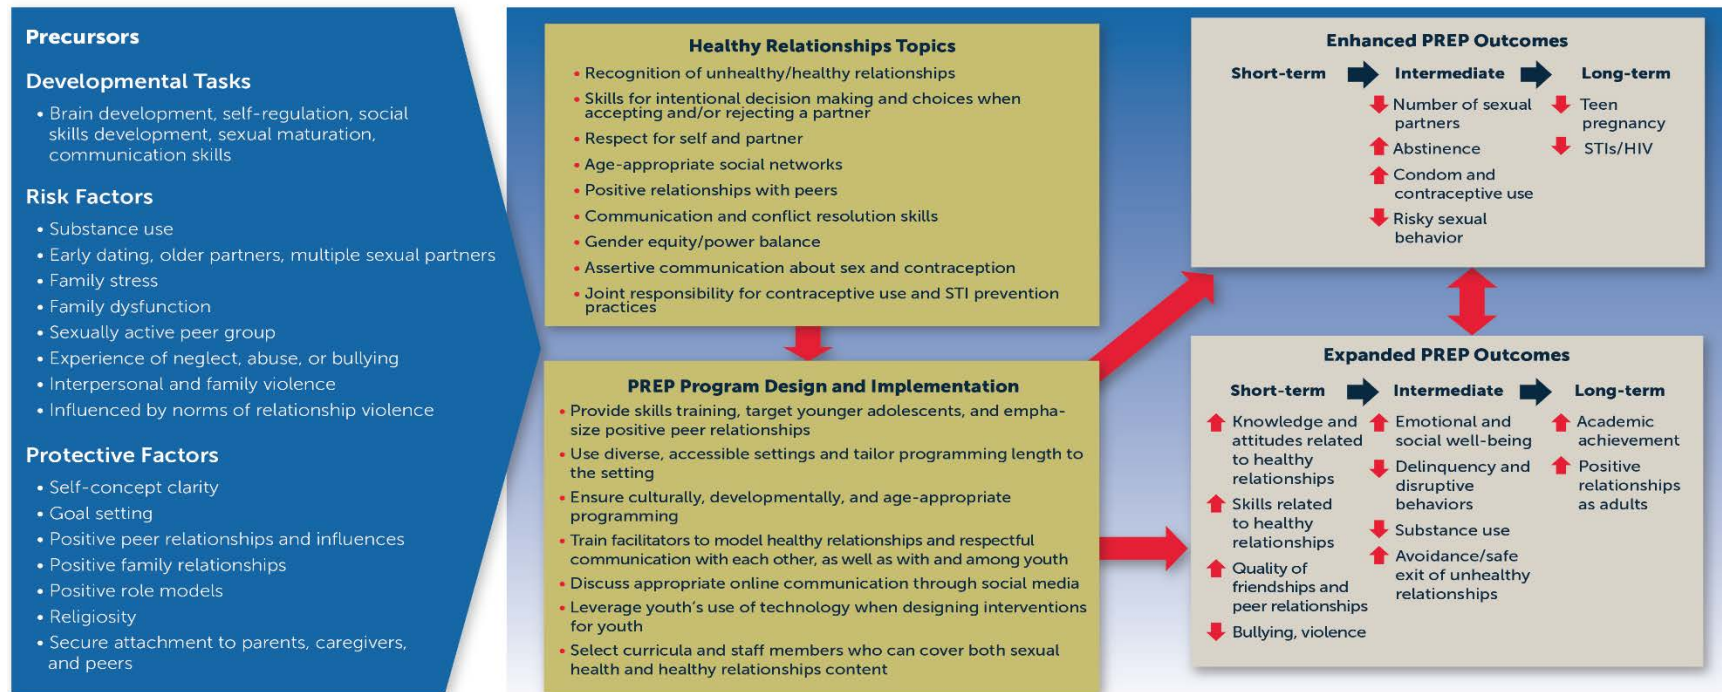 Precursors
Developmental Tasks
• Brain development, self-regulation, social
skills development, sexual maturation,
communication skills
Risk Factors
• Substance use
• Early dating, older partners, multiple sexual partners
• Family stress
• Family dysfunction
• Sexually active peer group
• Experience of neglect, abuse, or bullying
• Interpersonal and family violence
• Influenced by norms of relationship violence
Protective Factors
• Self-concept clarity
• Goal setting
• Positive peer relationships and influences
• Positive family relationships
• Positive role models
• Religiosity
• Secure attachment to parents, caregivers,
and peers
Healthy Relationships Topics
• Recognition of unhealthy/healthy relationships
• Skills for intentional decision making and choices when
accepting and/or rejecting a partner
• Respect for self and partner
• Age-appropriate social networks
• Positive relationships with peers
• Communication and conflict resolution skills
• Gender equity/power balance
• Assertive communication about sex and contraception
• Joint responsibility for contraceptive use and STI prevention
practices
PREP Program Design and Implementation
• Provide skills training, target younger adolescents, and empha-
size positive peer relationships
• Use diverse, accessible settings and tailor programming length to
the setting
• Ensure culturally, developmentally, and age-appropriate
programming
• Train facilitators to model healthy relationships and respectful
communication with each other, as well as with and among youth
• Discuss appropriate online communication through social media
• Leverage youth's use of technology when designing interventions
for youth
• Select curricula and staff members who can cover both sexual
health and healthy relationships content
Enhanced PREP Outcomes
Short-term
Intermediate
Number of sexual
partners
Abstinence
Condom and
contraceptive use
Risky sexual
behavior
Long-term
Teen
pregnancy
STIs/HIV
Expanded PREP Outcomes
Short-term
Knowledge and
attitudes related
to healthy
relationships
Skills related
to healthy
relationships
Quality of
friendships and
peer relationships
Bullying, violence
Intermediate
Emotional and
social well-being
Delinquency and
disruptive
behaviors
Substance use
Avoidance/safe
exit of unhealthy
relationships
Long-term
Academic
achievement
Positive
relationships
as adults